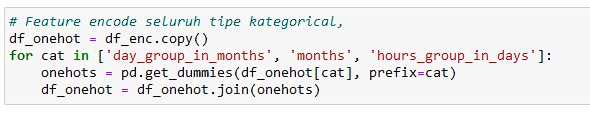 # Feature encode seluruh tipe kategorical,
df_onehot = df_enc.copy()
for cat in ['day_group_in_months', 'months', 'hours_group_in_days']:
    onehots = pd.get_dummies(df_onehot[cat], prefix=cat)
    df_onehot = df_onehot.join(onehots)